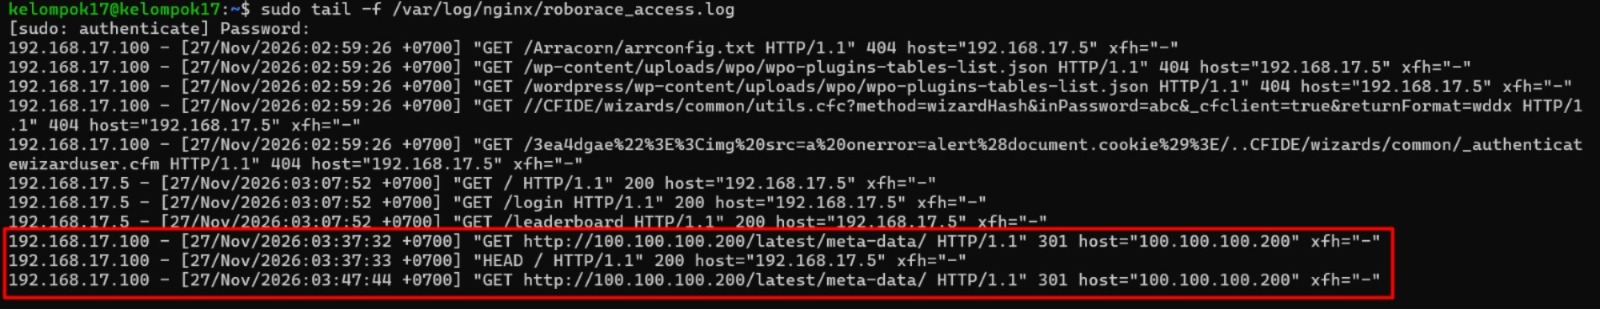 kelompok17@kelompok17:~$ sudo tail -f /var/log/nginx/roborace_access.log
[sudo: authenticate] Password:
192.168.17.100 - [27/Nov/2026:02:59:26 +0700] "GET /Arracorn/arrconfig.txt HTTP/1.1" 404 host="192.168.17.5" xfh="-"
192.168.17.100 - [27/Nov/2026:02:59:26 +0700] "GET /wp-content/uploads/wpo/wpo-plugins-tables-list.json HTTP/1.1" 404 host="192.168.17.5" xfh="-"
192.168.17.100 - [27/Nov/2026:02:59:26 +0700] "GET /wordpress/wp-content/uploads/wpo/wpo-plugins-tables-list.json HTTP/1.1" 404 host="192.168.17.5" xfh="-"
192.168.17.100 - [27/Nov/2026:02:59:26 +0700] "GET //CFIDE/wizards/common/utils.cfc?method=wizardHash&inPassword=abc&_cfclient=true&returnFormat=wddx HTTP/1
.1" 404 host="192.168.17.5" xfh="-"
192.168.17.100 - [27/Nov/2026:02:59:26 +0700] "GET /3ea4dgae%22%3E%3Cimg%20src=a%20onerror=alert%28document.cookie%29%3E/..CFIDE/wizards/common/_authenticat
ewizarduser.cfm HTTP/1.1" 404 host="192.168.17.5" xfh="-"
192.168.17.5 - [27/Nov/2026:03:07:52 +0700] "GET / HTTP/1.1" 200 host="192.168.17.5" xfh="-"
192.168.17.5 - [27/Nov/2026:03:07:52 +0700] "GET /login HTTP/1.1" 200 host="192.168.17.5" xfh="-"
192.168.17.5 - [27/Nov/2026:03:07:52 +0700] "GET /leaderboard HTTP/1.1" 200 host="192.168.17.5" xfh="-"
192.168.17.100 - [27/Nov/2026:03:37:32 +0700] "GET http://100.100.100.200/latest/meta-data/ HTTP/1.1" 301 host="100.100.100.200" xfh="-"
192.168.17.100 - [27/Nov/2026:03:37:33 +0700] "HEAD / HTTP/1.1" 200 host="192.168.17.5" xfh="-"
192.168.17.100 - [27/Nov/2026:03:47:44 +0700] "GET http://100.100.100.200/latest/meta-data/ HTTP/1.1" 301 host="100.100.100.200" xfh="-"